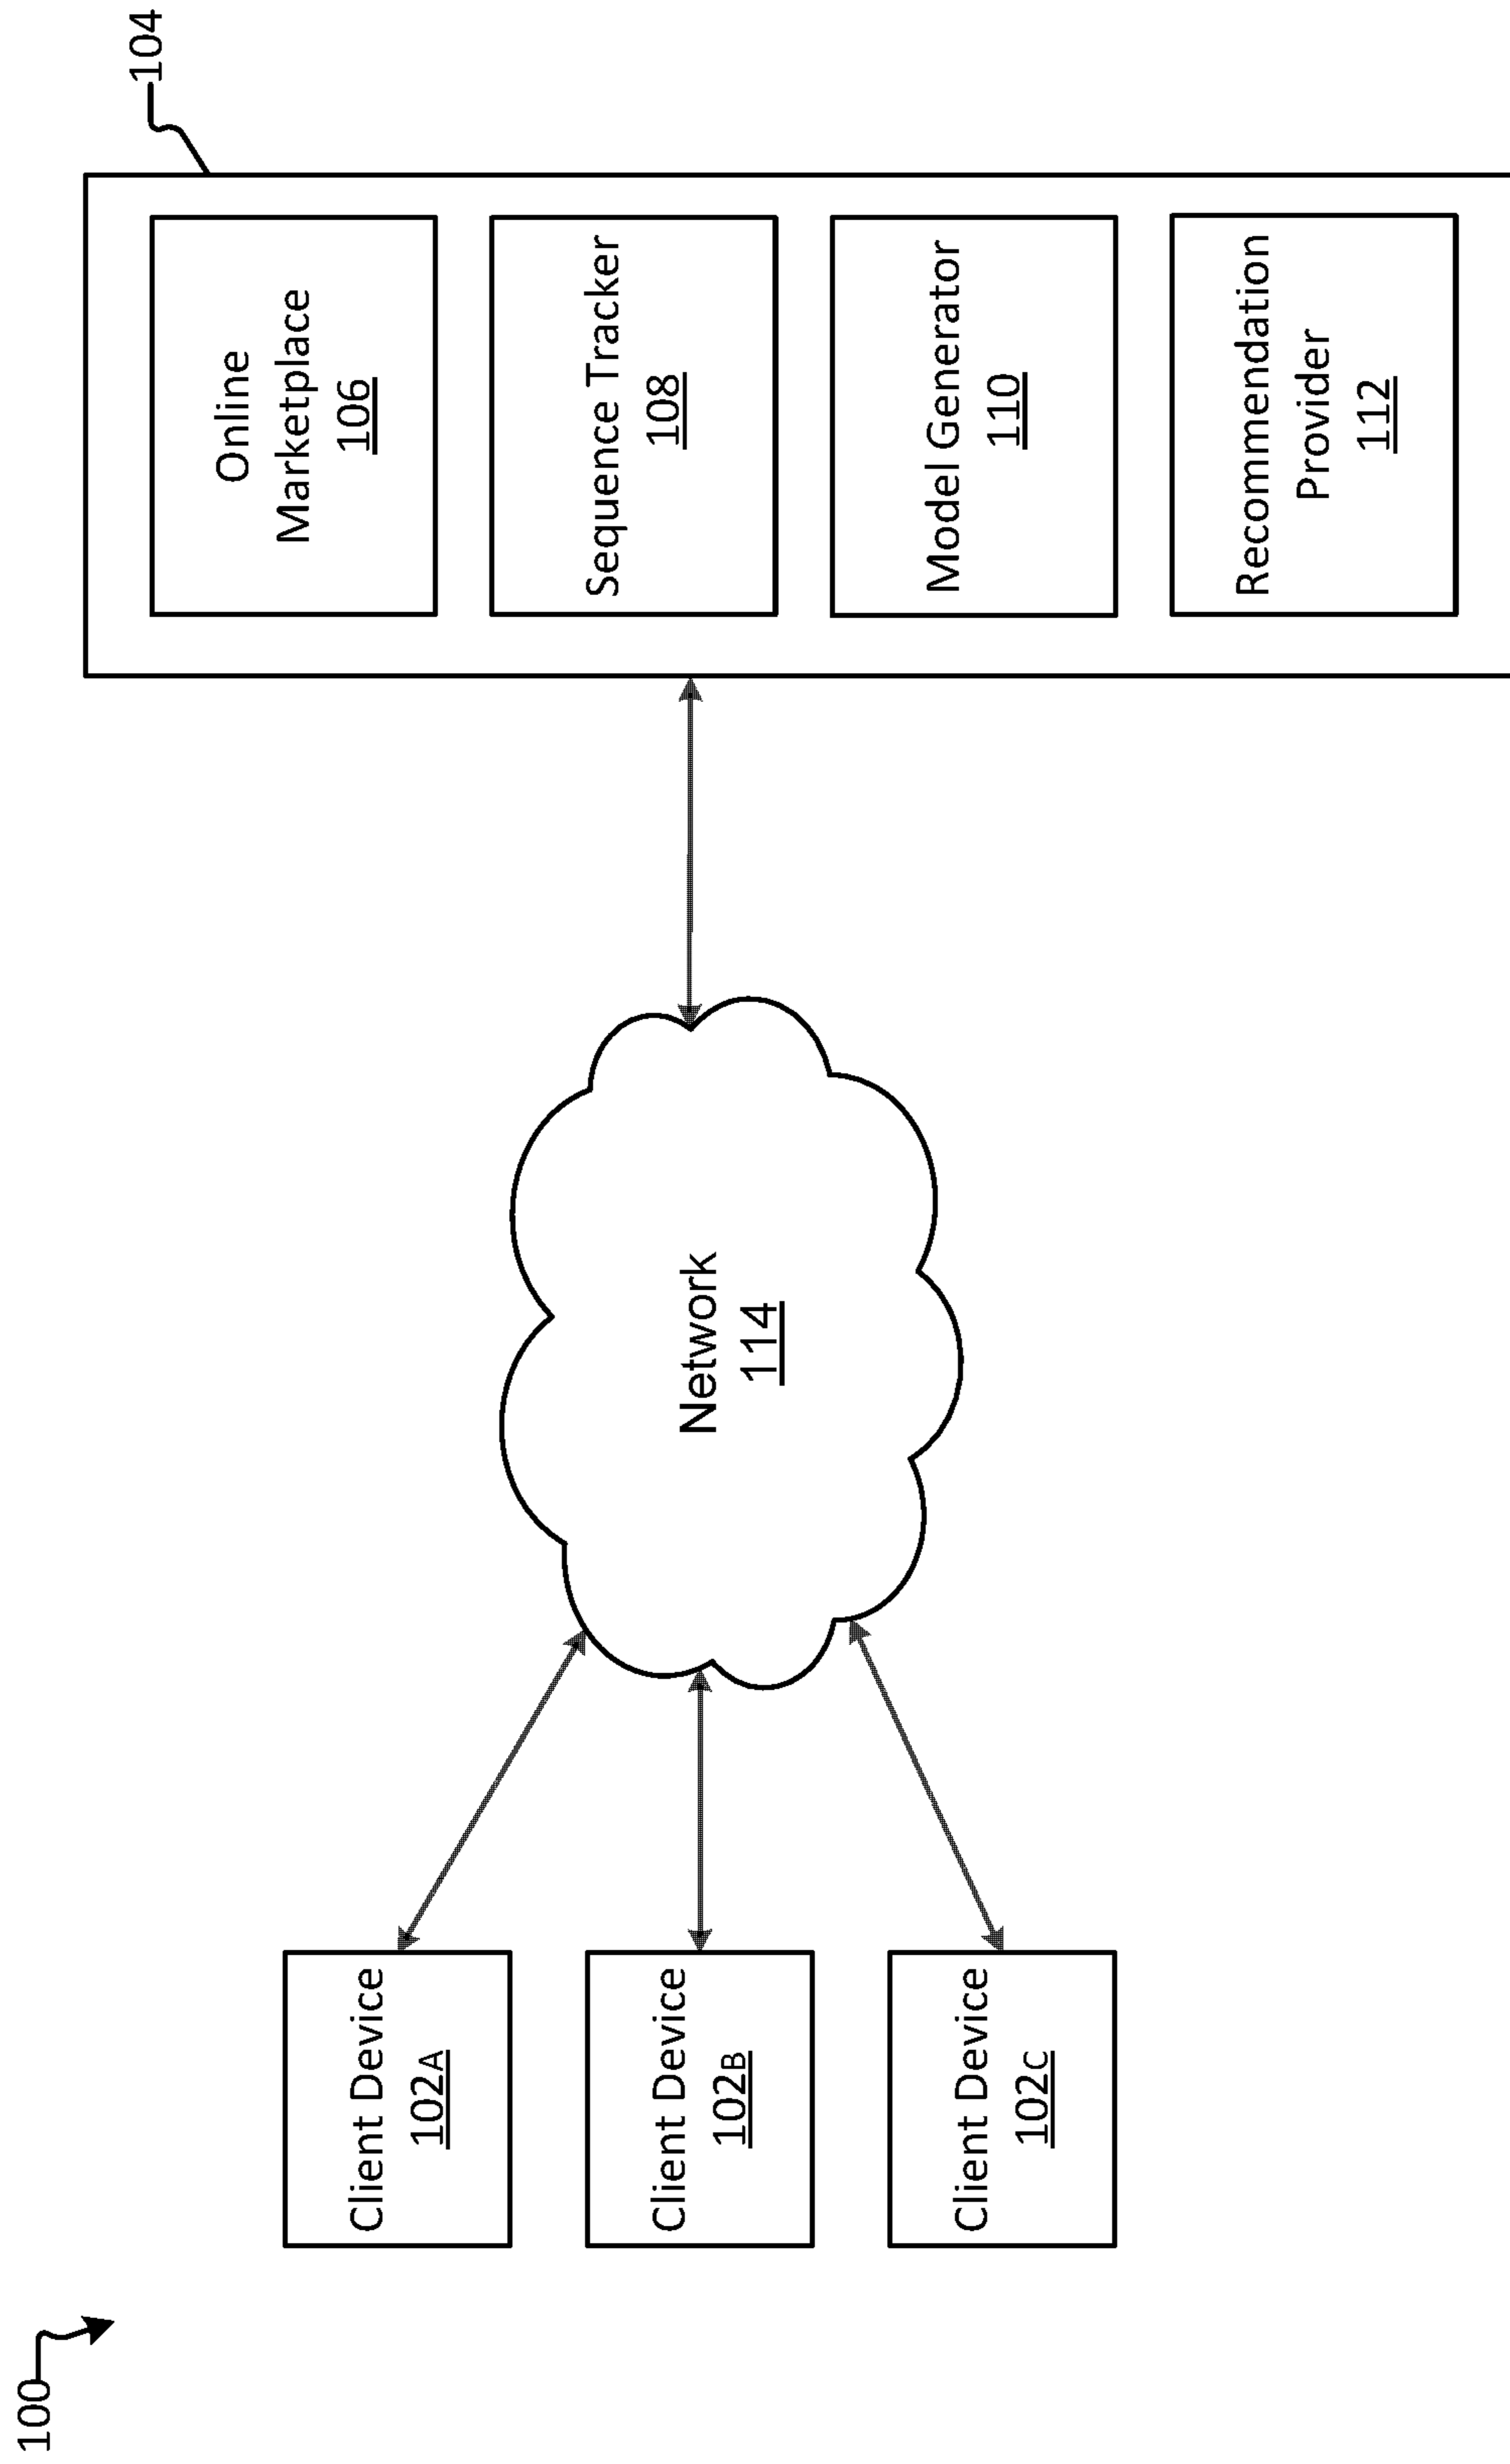 100
104
Client Device
102A
Client Device
102B
Client Device
102C
Network
114
Online
Marketplace
106
Sequence Tracker
108
Model Generator
110
Recommendation
Provider
112